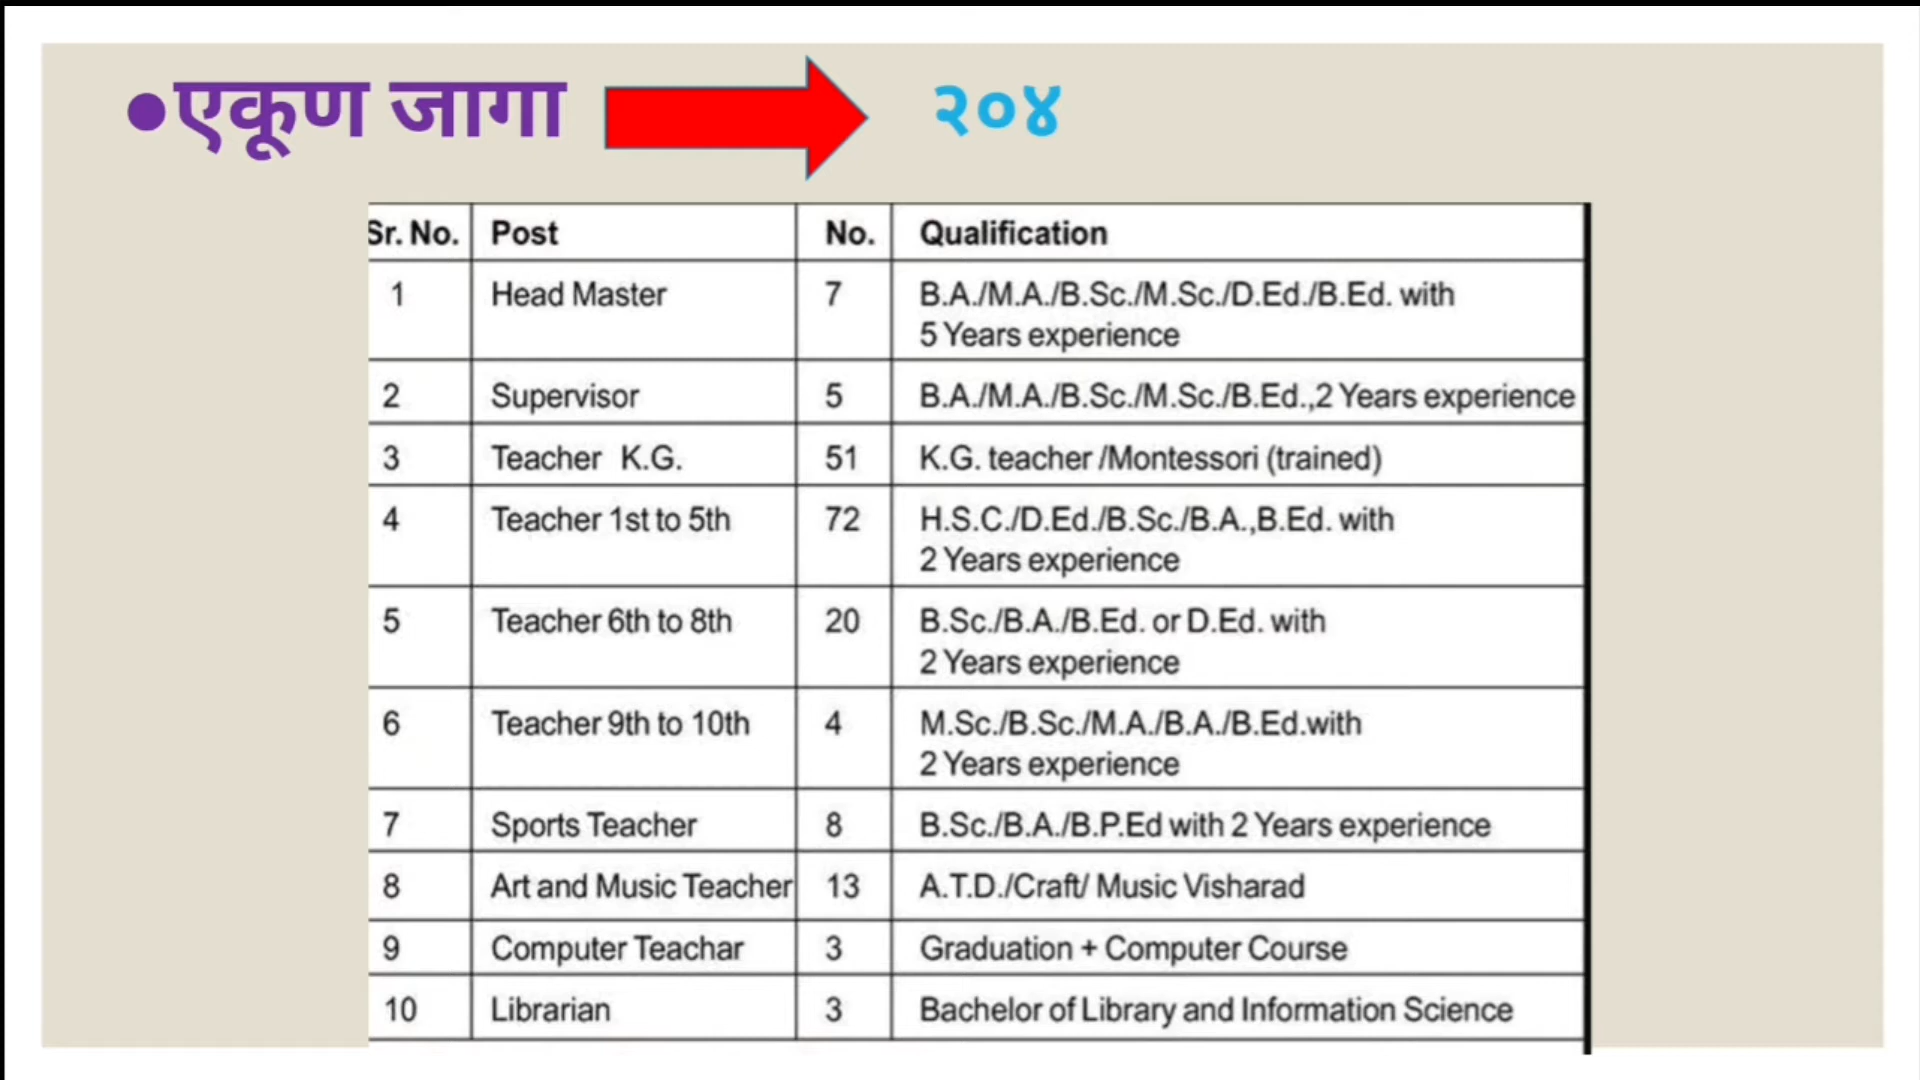 •एकूण जागा २०४
Sr. No. Post No. Qualification
1 Head Master 7 B.A./M.A./B.Sc./M.Sc./D.Ed./B.Ed. with
5 Years experience
2 Supervisor 5 B.A./M.A./B.Sc./M.Sc./B.Ed.,2 Years experience
3 Teacher K.G. 51 K.G. teacher /Montessori (trained)
4 Teacher 1st to 5th 72 H.S.C./D.Ed./B.Sc./B.A.,B.Ed. with
2 Years experience
5 Teacher 6th to 8th 20 B.Sc./B.A./B.Ed. or D.Ed. with
2 Years experience
6 Teacher 9th to 10th 4 M.Sc./B.Sc./M.A./B.A./B.Ed.with
2 Years experience
7 Sports Teacher 8 B.Sc./B.A./B.P.Ed with 2 Years experience
8 Art and Music Teacher 13 A.T.D./Craft/ Music Visharad
9 Computer Teachar 3 Graduation + Computer Course
10 Librarian 3 Bachelor of Library and Information Science